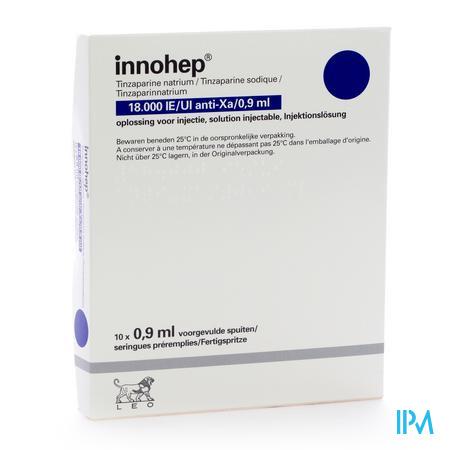 innohep®
Tinzaparine natrium / Tinzaparine sodique /
Tinzaparinnatrium
18.000 IE/UI anti-Xa/0,9 ml
oplossing voor injectie, solution injectable, Injektionslösung
Bewaren beneden 25°C in de oorspronkelijke verpakking.
A conserver à une température ne dépassant pas 25°C dans l'emballage d'origine.
Nicht über 25°C lagern, in der Originalverpackung.
10 x 0,9 ml voorgevulde spuiten/
seringues préremplies/Fertigspritze
LEO
innohep®
IPM